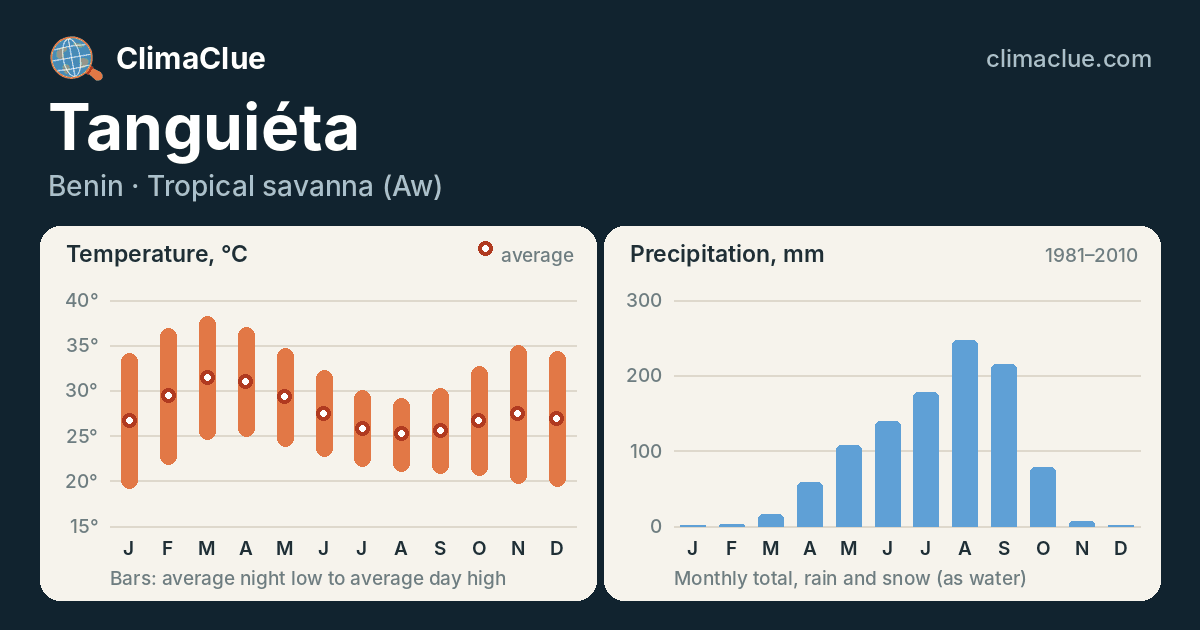 ClimaClue
climaclue.com
Tanguiéta
Benin · Tropical savanna (Aw)
Temperature, °C
average
40°
35°
30°
25°
20°
15°
J F M A M J J A S O N D
Bars: average night low to average day high
Precipitation, mm
1981–2010
300
200
100
0
J F M A M J J A S O N D
Monthly total, rain and snow (as water)